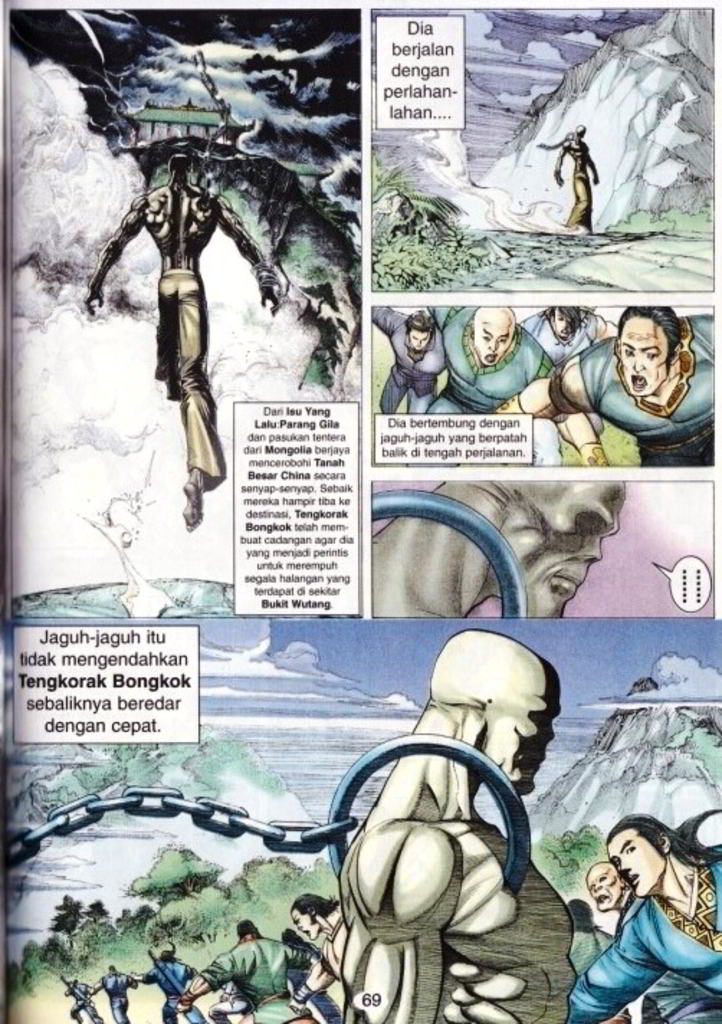 Dari Isu Yang
Lalu:Parang Gila
dan pasukan tentera
dari Mongolia berjaya
mencerobohi Tanah
Besar China secara
senyap-senyap. Sebaik
mereka hampir tiba ke
destinasi, Tengkorak
Bongkok telah mem-
buat cadangan agar dia
yang menjadi perintis
untuk merempuh
segala halangan yang
terdapat di sekitar
Bukit Wutang.
Dia
berjalan
dengan
perlahan-
lahan....
Dia bertembung dengan
jaguh-jaguh yang berpatah
balik di tengah perjalanan.
Jaguh-jaguh itu
tidak mengendahkan
Tengkorak Bongkok
sebaliknya beredar
dengan cepat.
69